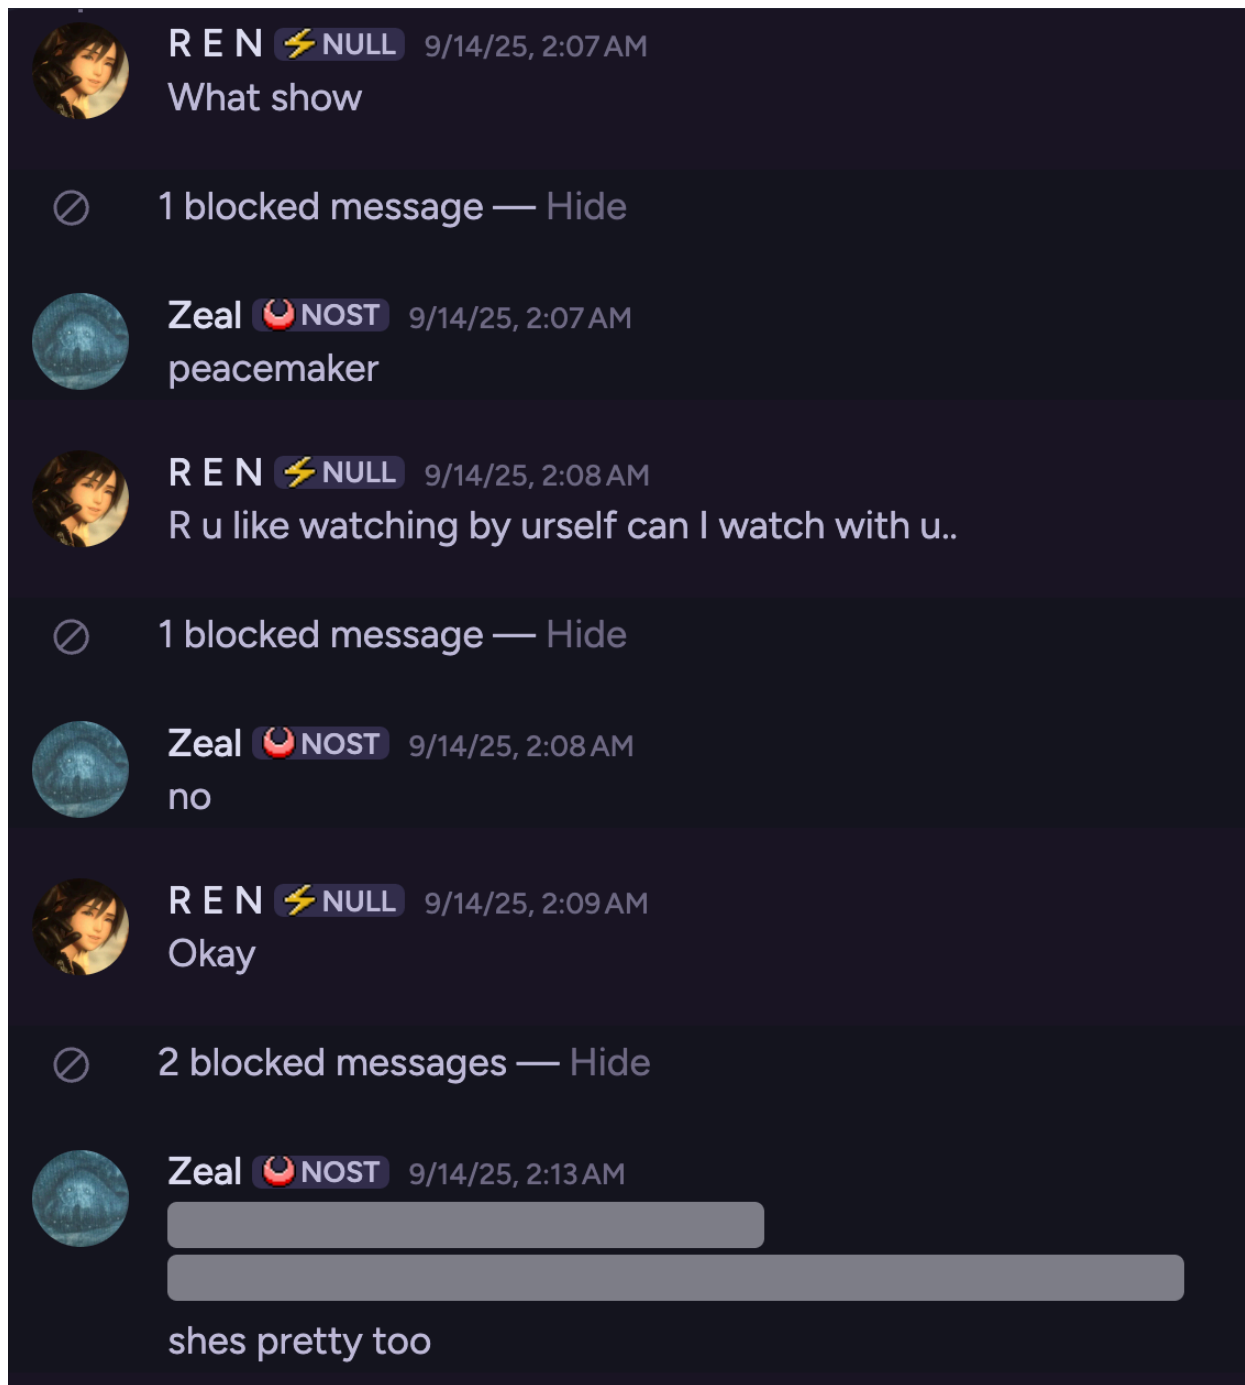 R E N NULL 9/14/25, 2:07 AM
What show
1 blocked message — Hide
Zeal NOST 9/14/25, 2:07 AM
peacemaker
R E N NULL 9/14/25, 2:08 AM
R u like watching by urself can I watch with u..
1 blocked message — Hide
Zeal NOST 9/14/25, 2:08 AM
no
R E N NULL 9/14/25, 2:09 AM
Okay
2 blocked messages — Hide
Zeal NOST 9/14/25, 2:13 AM
shes pretty too